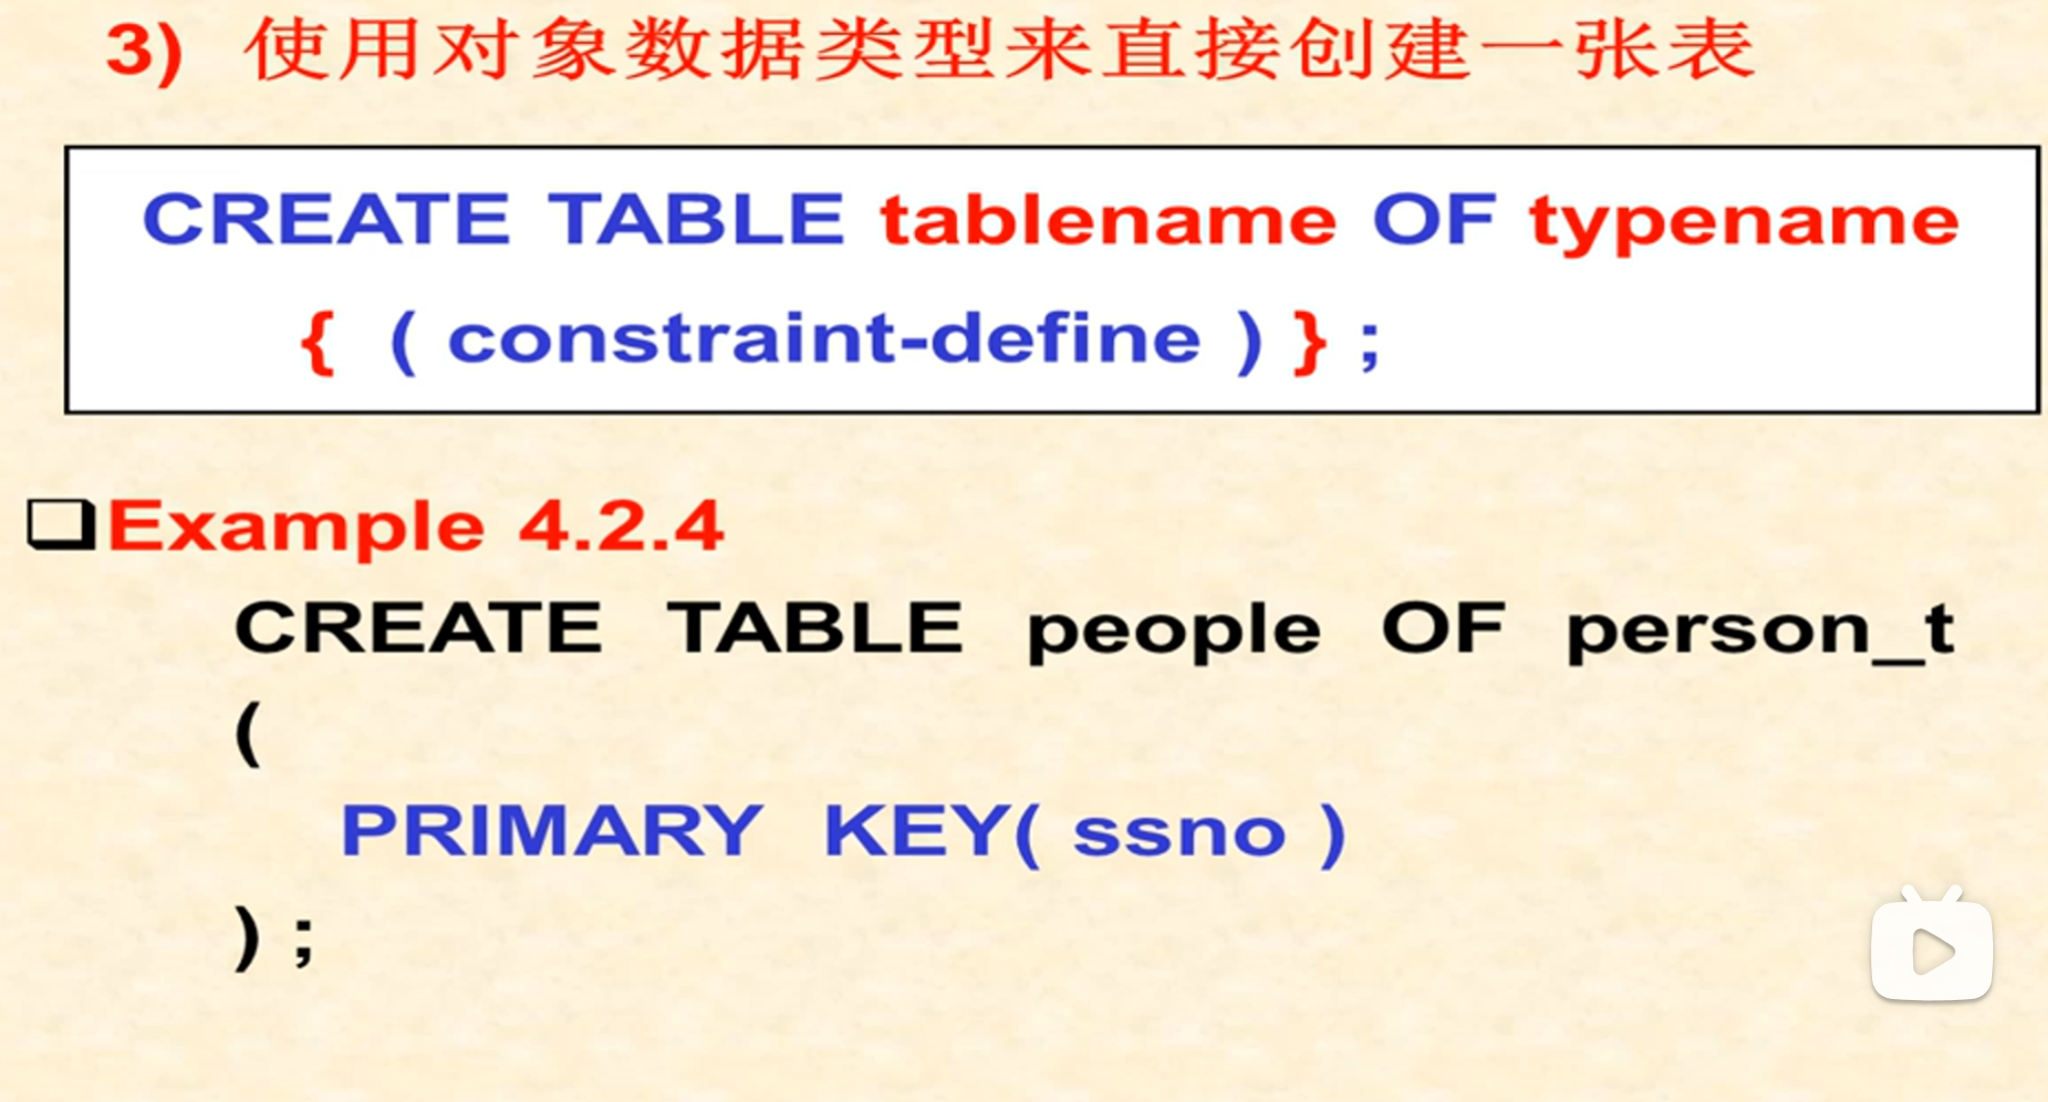 3) 使用对象数据类型来直接创建一张表
CREATE TABLE tablename OF typename
{ ( constraint-define ) } ;
Example 4.2.4
CREATE TABLE people OF person_t
(
PRIMARY KEY( ssno )
) ;